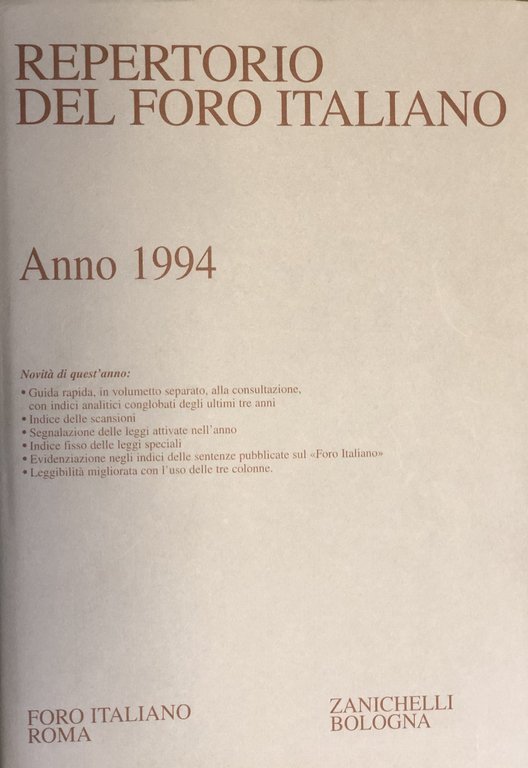 REPERTORIO
DEL FORO ITALIANO
Anno 1994
Novità di quest'anno:
• Guida rapida, in volumetto separato, alla consultazione,
con indici analitici conglobati degli ultimi tre anni
• Indice delle scansioni
• Segnalazione delle leggi attivate nell'anno
• Indice fisso delle leggi speciali
• Evidenziazione negli indici delle sentenze pubblicate sul «Foro Italiano»
• Leggibilità migliorata con l'uso delle tre colonne.
FORO ITALIANO
ROMA
ZANICHELLI
BOLOGNA